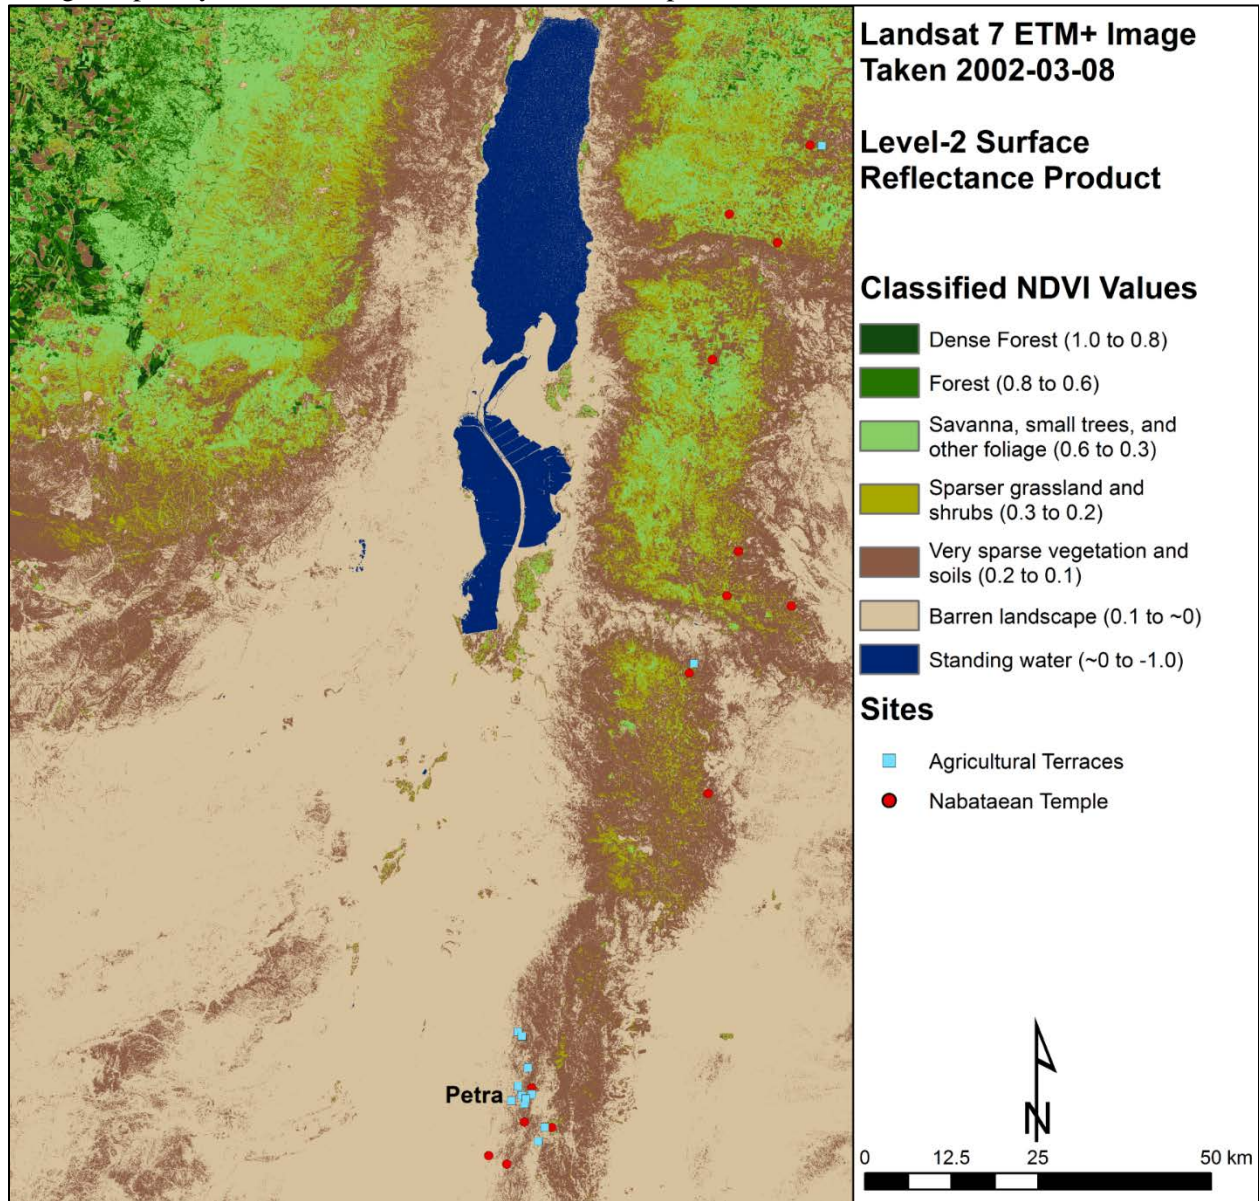 Landsat 7 ETM+ Image
Taken 2002-03-08
Level-2 Surface
Reflectance Product
Classified NDVI Values
Dense Forest (1.0 to 0.8)
Forest (0.8 to 0.6)
Savanna, small trees, and
other foliage (0.6 to 0.3)
Sparser grassland and
shrubs (0.3 to 0.2)
Very sparse vegetation and
soils (0.2 to 0.1)
Barren landscape (0.1 to ~0)
Standing water (~0 to -1.0)
Sites
Agricultural Terraces
Nabataean Temple
Petra
N
0 12.5 25 50 km